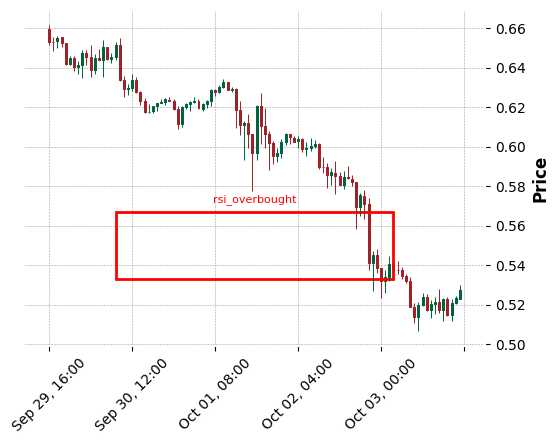 0.66
0.64
0.62
0.60
0.58
0.56
0.54
0.52
0.50
Price
rsi_overbought
Sep 29, 16:00
Sep 30, 12:00
Oct 01, 08:00
Oct 02, 04:00
Oct 03, 00:00